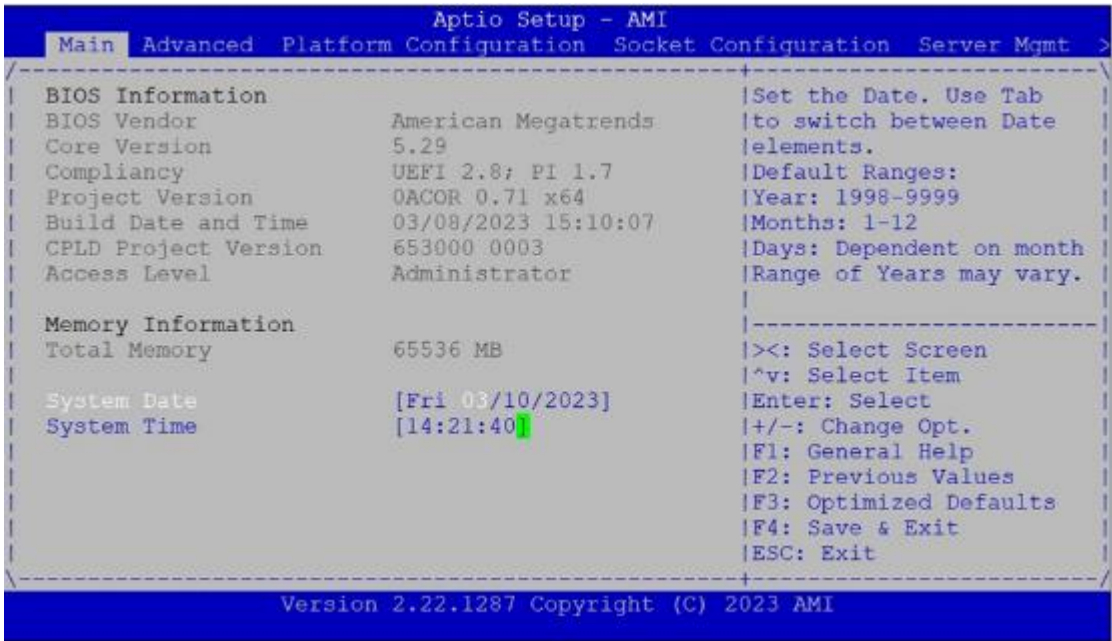 Aptio Setup - AMI
Main Advanced Platform Configuration Socket Configuration Server Mgmt >
BIOS Information
BIOS Vendor American Megatrends
Core Version 5.29
Compliancy UEFI 2.8; PI 1.7
Project Version 0ACOR 0.71 x64
Build Date and Time 03/08/2023 15:10:07
CPLD Project Version 653000 0003
Access Level Administrator
Memory Information
Total Memory 65536 MB
System Date [Fri 03/10/2023]
System Time [14:21:40]
Set the Date. Use Tab
to switch between Date
elements.
Default Ranges:
Year: 1998-9999
Months: 1-12
Days: Dependent on month
Range of Years may vary.
><: Select Screen
^v: Select Item
Enter: Select
+/-: Change Opt.
F1: General Help
F2: Previous Values
F3: Optimized Defaults
F4: Save & Exit
ESC: Exit
Version 2.22.1287 Copyright (C) 2023 AMI